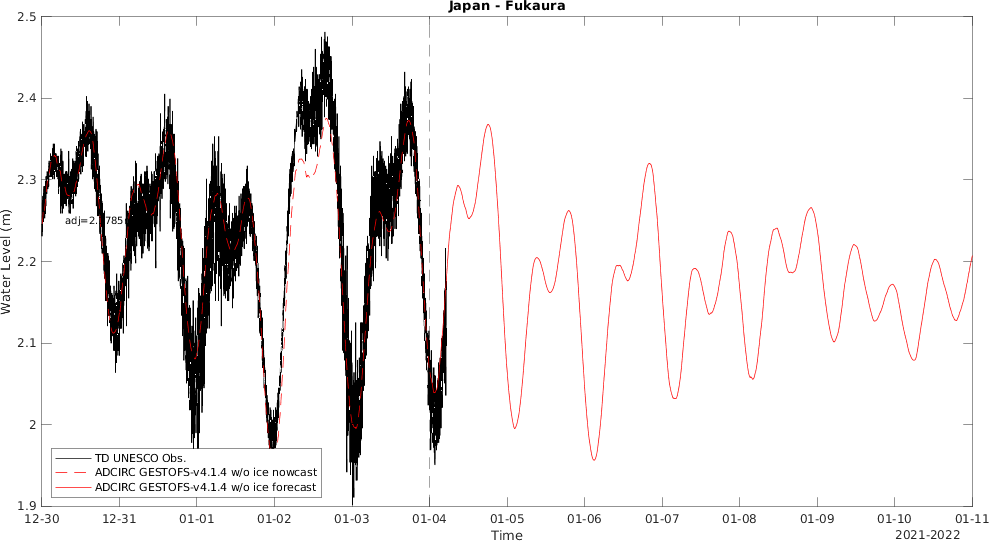 Japan - Fukaura
2.5
2.4
2.3
2.2
2.1
2
1.9
Water Level (m)
TD UNESCO Obs.
ADCIRC GESTOFS-v4.1.4 w/o ice nowcast
ADCIRC GESTOFS-v4.1.4 w/o ice forecast
12-30 12-31 01-01 01-02 01-03 01-04 01-05 01-06 01-07 01-08 01-09 01-10 01-11
Time
2021-2022